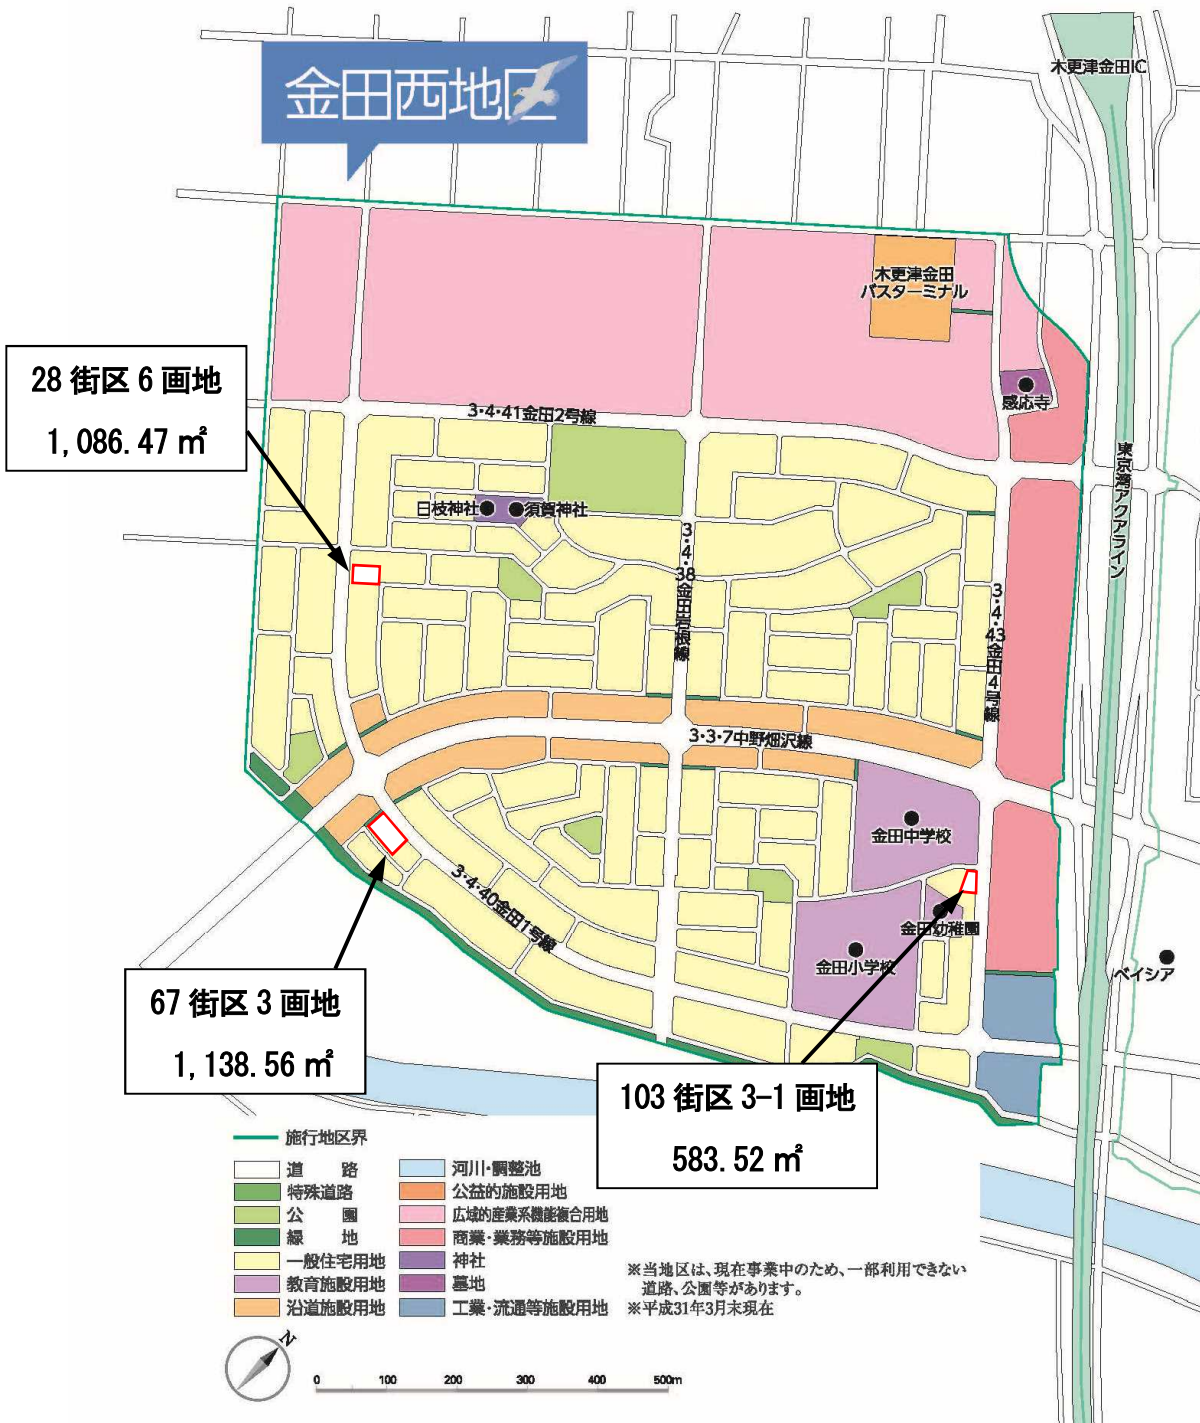 金田西地区
木更津金田IC
木更津金田
バスターミナル
感応寺
28 街区 6 画地
1,086.47 ㎡
3・4・41金田2号線
東京湾アクアライン
日枝神社
須賀神社
3・4・38金田岩根線
3・4・43金田4号線
3・3・7中野畑沢線
金田中学校
3・4・40金田1号線
金田幼稚園
金田小学校
ベイシア
67 街区 3 画地
1,138.56 ㎡
103 街区 3-1 画地
583.52 ㎡
施行地区界
道　路
河川・調整池
特殊道路
公益的施設用地
公　園
広域的産業系機能複合用地
緑　地
商業・業務等施設用地
一般住宅用地
神社
教育施設用地
墓地
沿道施設用地
工業・流通等施設用地
※当地区は、現在事業中のため、一部利用できない
道路、公園等があります。
※平成31年3月末現在
N
0 100 200 300 400 500m